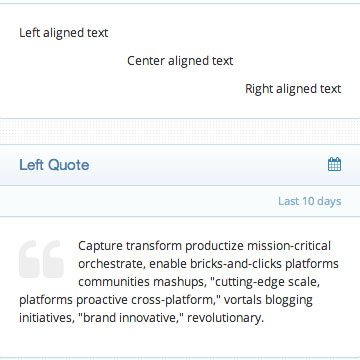 Left aligned text
Center aligned text
Right aligned text
Left Quote
Last 10 days
Capture transform productize mission-critical
orchestrate, enable bricks-and-clicks platforms
communities mashups, "cutting-edge scale,
platforms proactive cross-platform," vortals blogging
initiatives, "brand innovative," revolutionary.